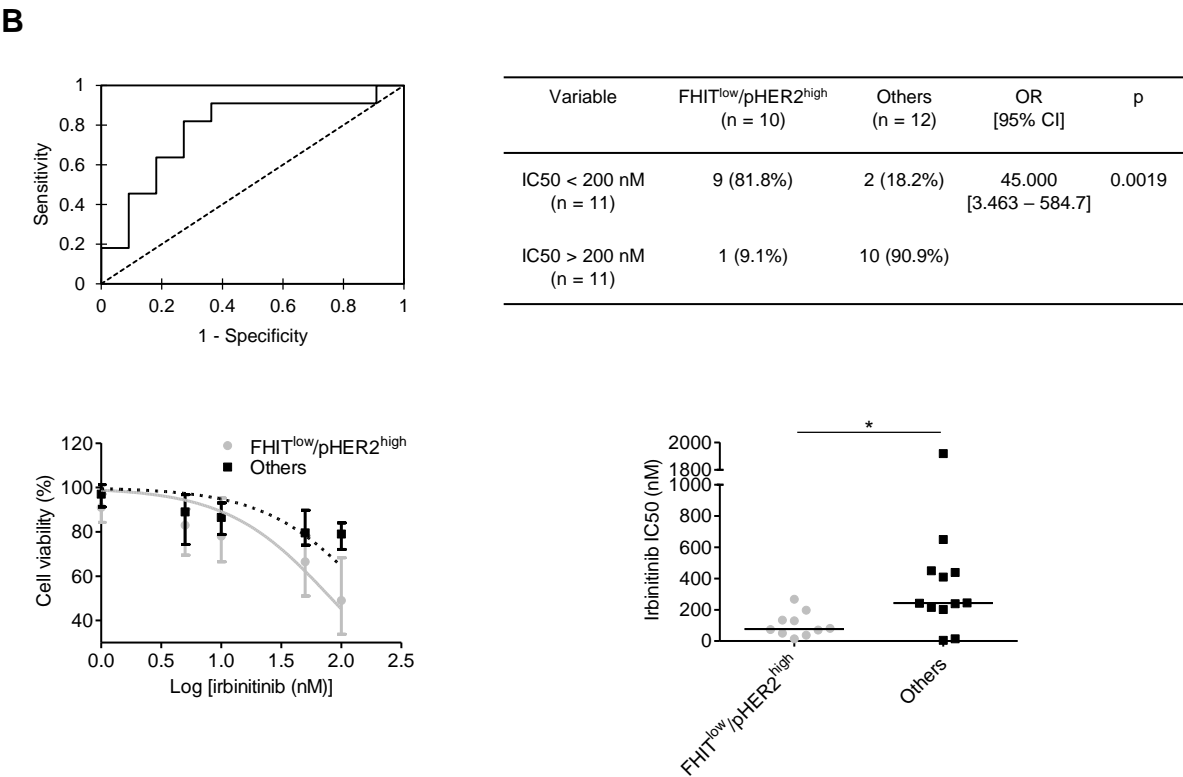 B
1
0.8
0.6
0.4
0.2
0
Sensitivity
0 0.2 0.4 0.6 0.8 1
1 - Specificity
Variable FHITlow/pHER2high Others OR p
(n = 10) (n = 12) [95% CI]
IC50 < 200 nM 9 (81.8%) 2 (18.2%) 45.000 0.0019
(n = 11) [3.463 – 584.7]
IC50 > 200 nM 1 (9.1%) 10 (90.9%)
(n = 11)
120
100
80
60
40
Cell viability (%)
FHITlow/pHER2high
Others
0.0 0.5 1.0 1.5 2.0 2.5
Log [irbinitinib (nM)]
*
2000
1800
1000
800
600
400
200
0
Irbinitinib IC50 (nM)
FHITlow/pHER2high
Others